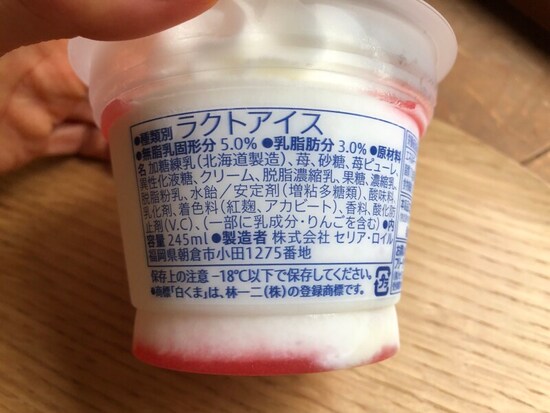 ●種類別 ラクトアイス
●無脂乳固形分 5.0% ●乳脂肪分 3.0% ●原材料
名 加糖練乳(北海道製造)、苺、砂糖、苺ピューレ、
異性化液糖、クリーム、脱脂濃縮乳、果糖、濃縮乳、
脱脂粉乳、水飴／安定剤(増粘多糖類)、酸味料、
乳化剤、着色料(紅麹、アカビート)、香料、酸化防
止剤(V.C)、(一部に乳成分・りんごを含む) ●内
容量 245ml ●製造者 株式会社 セリア・ロイル
福岡県朝倉市小田1275番地
保存上の注意 −18℃以下で保存してください。
●商標「白くま」は、林一二(株)の登録商標です。